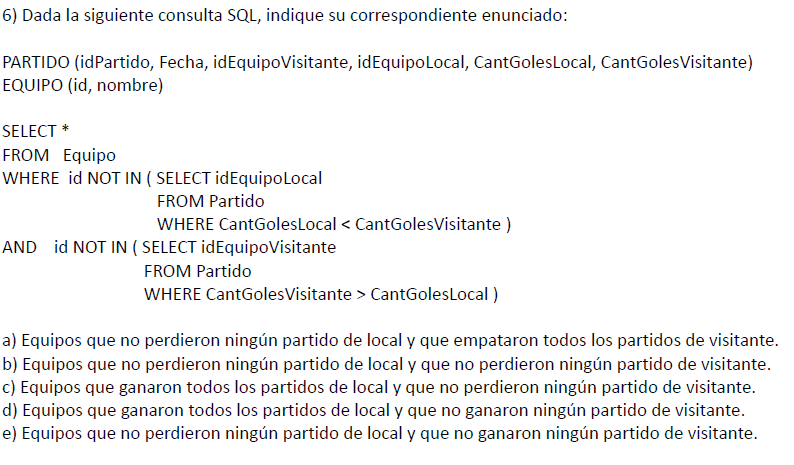 6) Dada la siguiente consulta SQL, indique su correspondiente enunciado:
PARTIDO (idPartido, Fecha, idEquipoVisitante, idEquipoLocal, CantGolesLocal, CantGolesVisitante)
EQUIPO (id, nombre)
SELECT *
FROM Equipo
WHERE id NOT IN ( SELECT idEquipoLocal
FROM Partido
WHERE CantGolesLocal < CantGolesVisitante )
AND id NOT IN ( SELECT idEquipoVisitante
FROM Partido
WHERE CantGolesVisitante > CantGolesLocal )
a) Equipos que no perdieron ningún partido de local y que empataron todos los partidos de visitante.
b) Equipos que no perdieron ningún partido de local y que no perdieron ningún partido de visitante.
c) Equipos que ganaron todos los partidos de local y que no perdieron ningún partido de visitante.
d) Equipos que ganaron todos los partidos de local y que no ganaron ningún partido de visitante.
e) Equipos que no perdieron ningún partido de local y que no ganaron ningún partido de visitante.